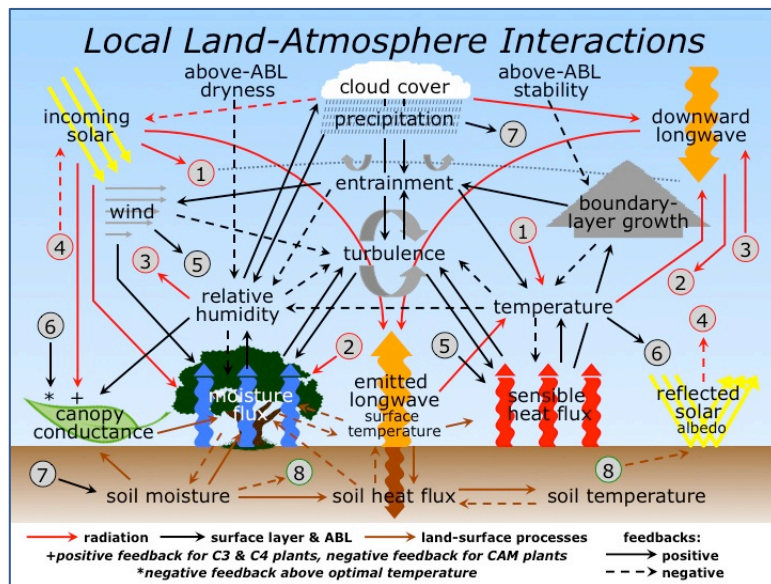 Local Land-Atmosphere Interactions
above-ABL
dryness
cloud cover
above-ABL
stability
incoming
solar
precipitation
7
downward
longwave
1
entrainment
wind
boundary-
layer growth
4
5
turbulence
1
3
2
3
relative
humidity
temperature
6
5
6
4
2
* +
canopy
conductance
moisture
flux
emitted
longwave
surface
temperature
sensible
heat flux
reflected
solar
albedo
7
8
8
soil moisture
soil heat flux
soil temperature
radiation
surface layer & ABL
land-surface processes
feedbacks:
+positive feedback for C3 & C4 plants, negative feedback for CAM plants
positive
*negative feedback above optimal temperature
negative